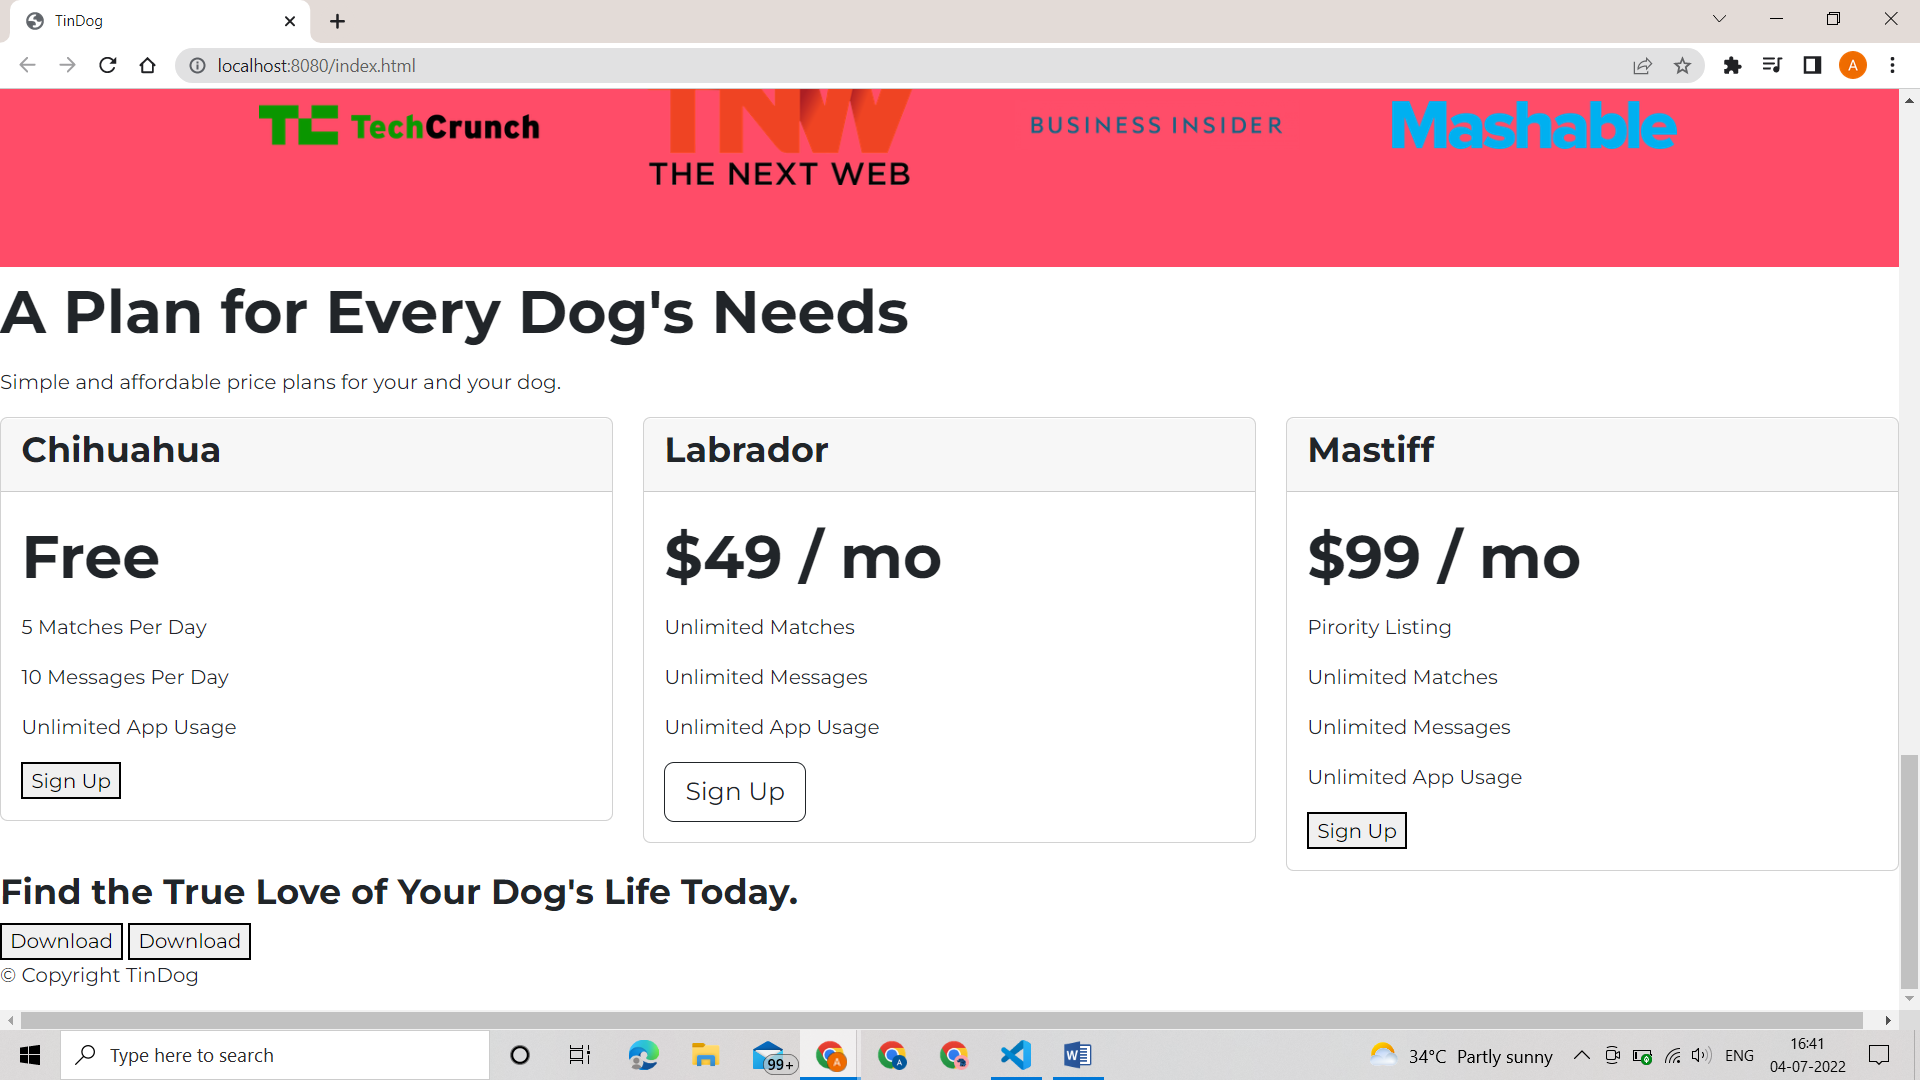 TinDog
localhost:8080/index.html
A
TC TechCrunch
TNW
THE NEXT WEB
BUSINESS INSIDER
Mashable
A Plan for Every Dog's Needs
Simple and affordable price plans for your and your dog.
Chihuahua
Free
5 Matches Per Day
10 Messages Per Day
Unlimited App Usage
Sign Up
Labrador
$49 / mo
Unlimited Matches
Unlimited Messages
Unlimited App Usage
Sign Up
Mastiff
$99 / mo
Pirority Listing
Unlimited Matches
Unlimited Messages
Unlimited App Usage
Sign Up
Find the True Love of Your Dog's Life Today.
Download Download
© Copyright TinDog
Type here to search
99+
A
A
W
34°C Partly sunny
ENG
16:41
04-07-2022